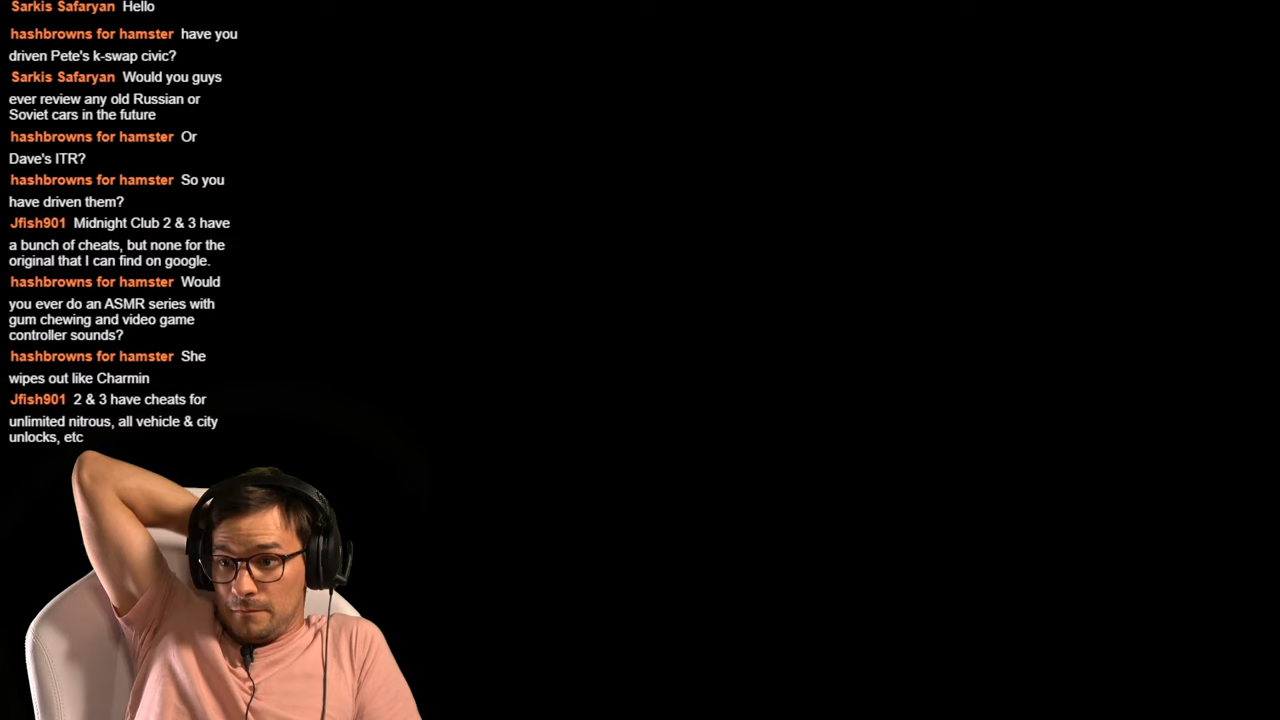 Sarkis Safaryan Hello
hashbrowns for hamster have you
driven Pete's k-swap civic?
Sarkis Safaryan Would you guys
ever review any old Russian or
Soviet cars in the future
hashbrowns for hamster Or
Dave's ITR?
hashbrowns for hamster So you
have driven them?
Jfish901 Midnight Club 2 & 3 have
a bunch of cheats, but none for the
original that I can find on google.
hashbrowns for hamster Would
you ever do an ASMR series with
gum chewing and video game
controller sounds?
hashbrowns for hamster She
wipes out like Charmin
Jfish901 2 & 3 have cheats for
unlimited nitrous, all vehicle & city
unlocks, etc